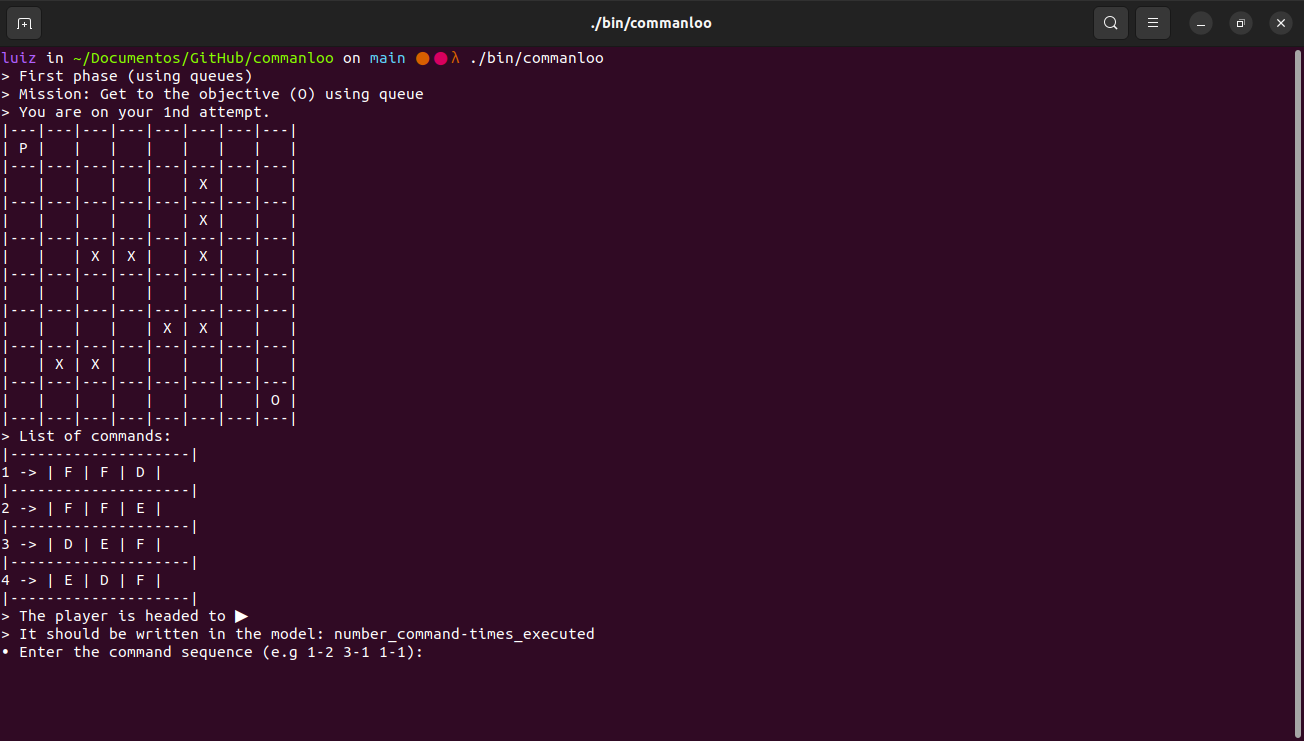 ./bin/commanloo
luiz in ~/Documentos/GitHub/commanloo on main λ ./bin/commanloo
> First phase (using queues)
> Mission: Get to the objective (O) using queue
> You are on your 1nd attempt.
|---|---|---|---|---|---|---|---|
| P |   |   |   |   |   |   |   |
|---|---|---|---|---|---|---|---|
|   |   |   |   |   | X |   |   |
|---|---|---|---|---|---|---|---|
|   |   |   |   |   | X |   |   |
|---|---|---|---|---|---|---|---|
|   |   | X | X |   | X |   |   |
|---|---|---|---|---|---|---|---|
|   |   |   |   |   |   |   |   |
|---|---|---|---|---|---|---|---|
|   |   |   |   | X | X |   |   |
|---|---|---|---|---|---|---|---|
|   | X | X |   |   |   |   |   |
|---|---|---|---|---|---|---|---|
|   |   |   |   |   |   |   | O |
|---|---|---|---|---|---|---|---|
> List of commands:
|--------------------|
1 -> | F | F | D |
|--------------------|
2 -> | F | F | E |
|--------------------|
3 -> | D | E | F |
|--------------------|
4 -> | E | D | F |
|--------------------|
> The player is headed to ▶
> It should be written in the model: number_command-times_executed
• Enter the command sequence (e.g 1-2 3-1 1-1):